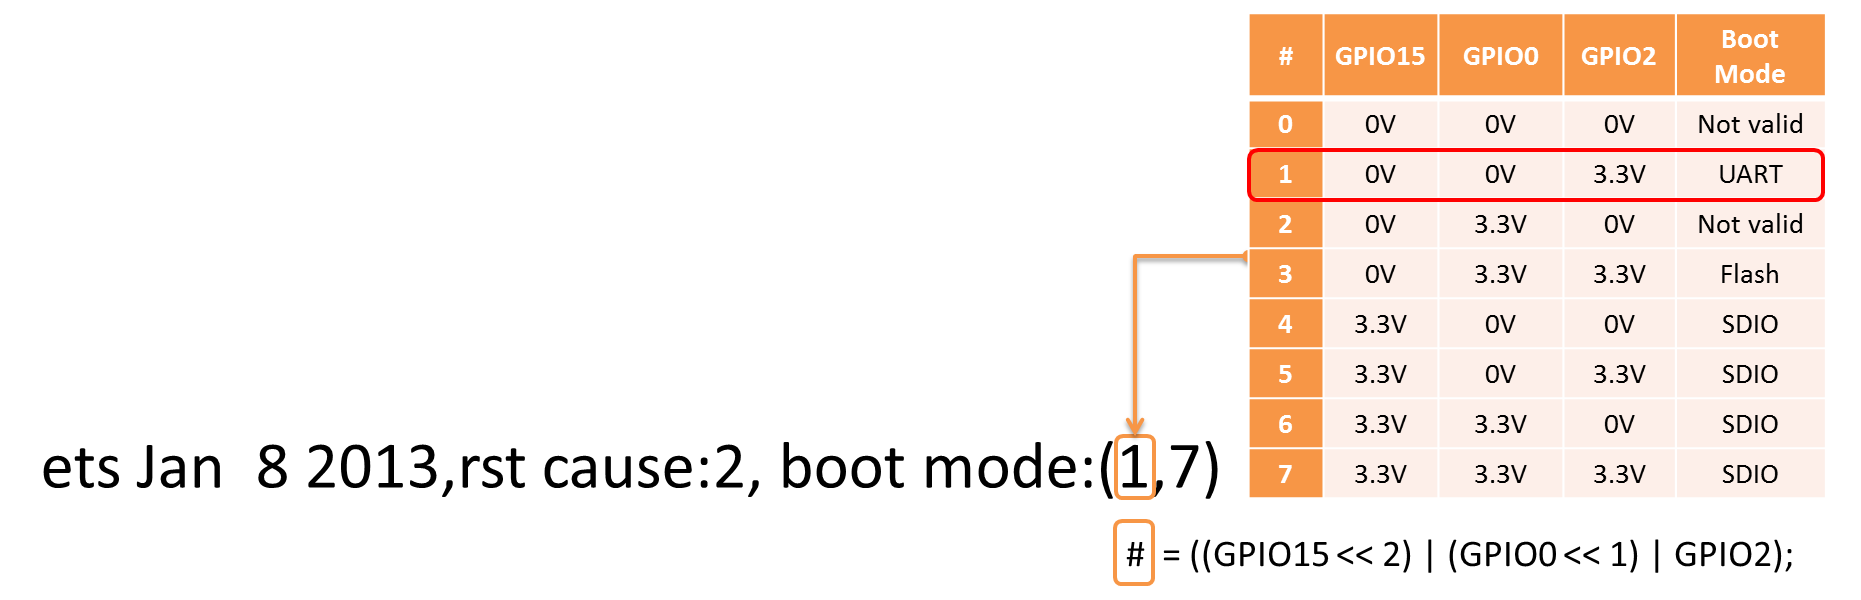 # GPIO15 GPIO0 GPIO2 Boot Mode
0 0V 0V 0V Not valid
1 0V 0V 3.3V UART
2 0V 3.3V 0V Not valid
3 0V 3.3V 3.3V Flash
4 3.3V 0V 0V SDIO
5 3.3V 0V 3.3V SDIO
6 3.3V 3.3V 0V SDIO
7 3.3V 3.3V 3.3V SDIO
ets Jan  8 2013,rst cause:2, boot mode:(1,7)
# = ((GPIO15 << 2) | (GPIO0 << 1) | GPIO2);